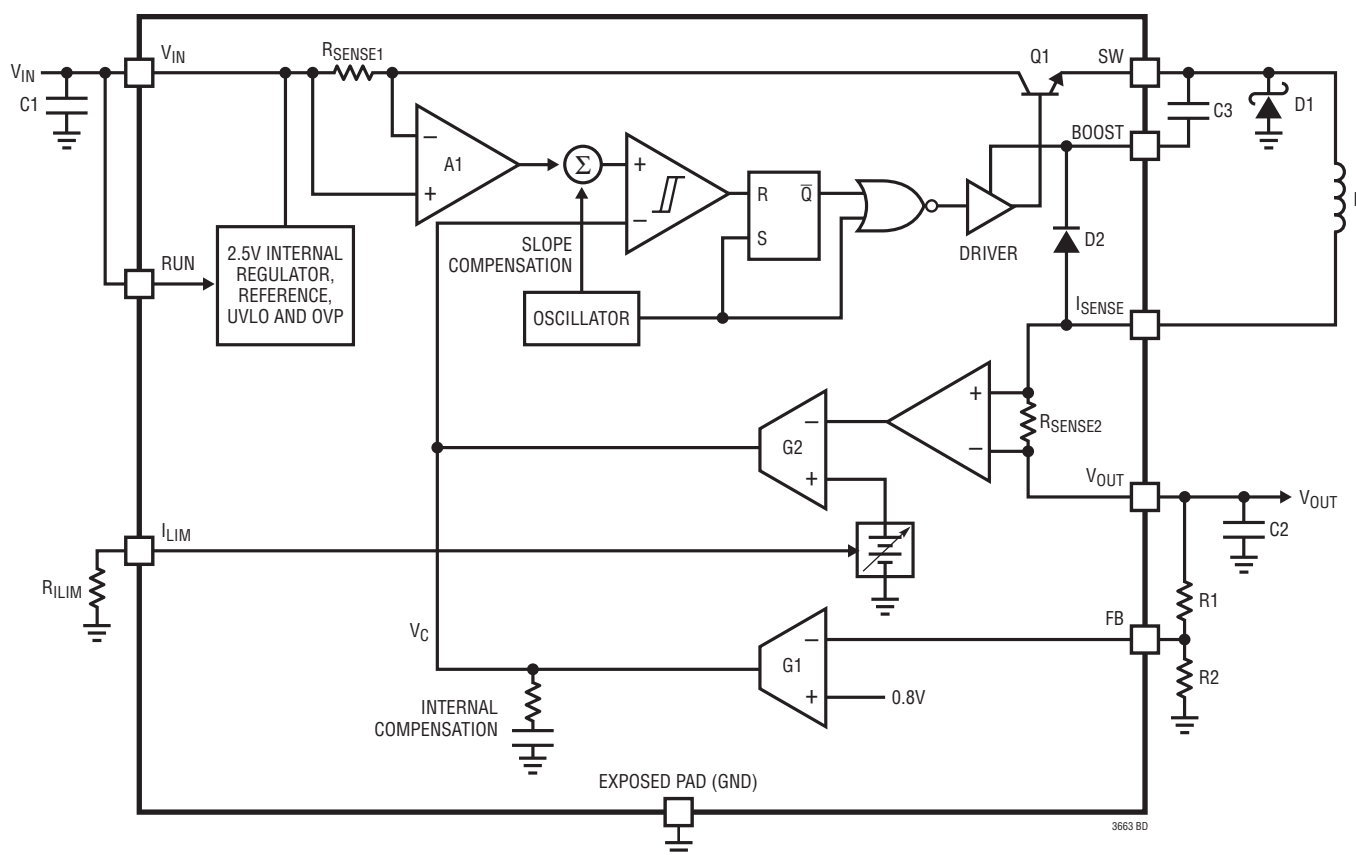 V_IN
C1
V_IN
R_SENSE1
Q1
SW
C3
D1
BOOST
−
A1
+
Σ
+
−
R
Q̅
S
DRIVER
D2
L
RUN
2.5V INTERNAL
REGULATOR,
REFERENCE,
UVLO AND OVP
SLOPE
COMPENSATION
OSCILLATOR
I_SENSE
+
−
R_SENSE2
−
G2
+
V_OUT
V_OUT
C2
I_LIM
R_ILIM
R1
FB
R2
V_C
−
G1
+
0.8V
INTERNAL
COMPENSATION
EXPOSED PAD (GND)
3663 BD